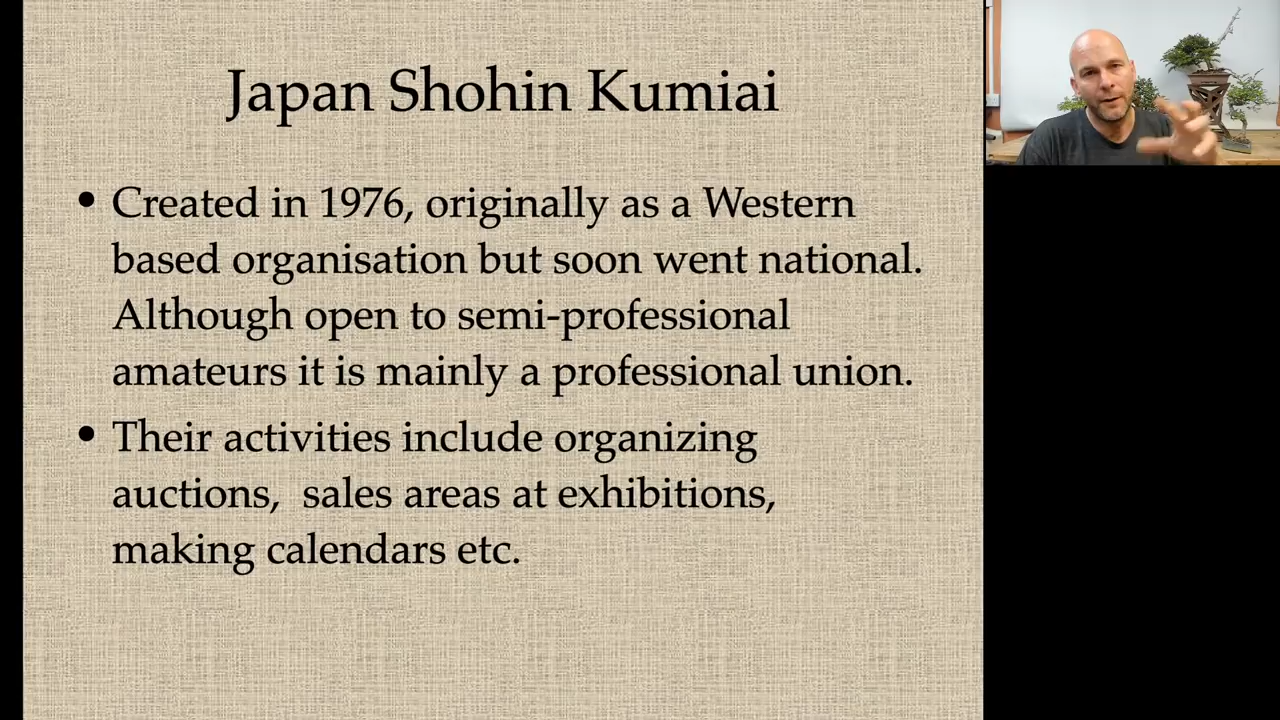 Japan Shohin Kumiai
• Created in 1976, originally as a Western
based organisation but soon went national.
Although open to semi-professional
amateurs it is mainly a professional union.
• Their activities include organizing
auctions,  sales areas at exhibitions,
making calendars etc.